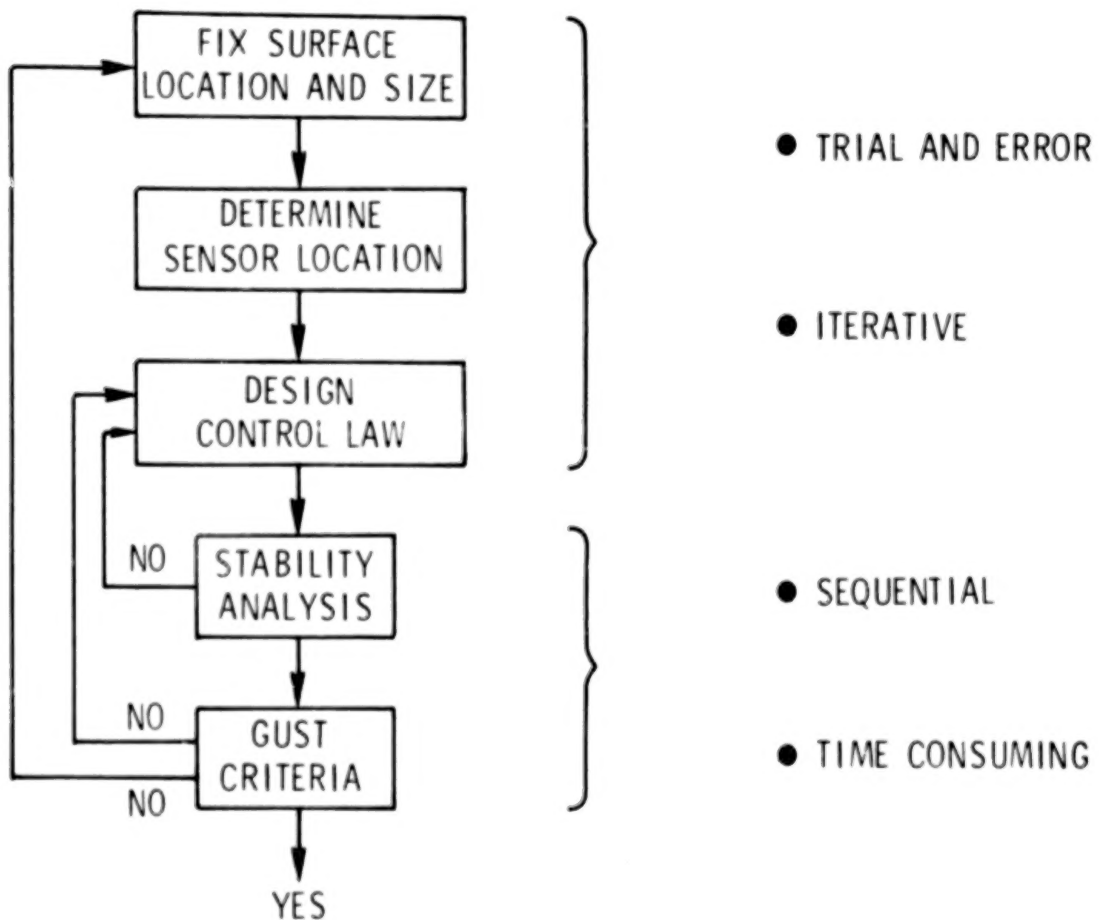 FIX SURFACE
LOCATION AND SIZE
DETERMINE
SENSOR LOCATION
DESIGN
CONTROL LAW
NO
STABILITY
ANALYSIS
NO
GUST
CRITERIA
NO
YES
● TRIAL AND ERROR
● ITERATIVE
● SEQUENTIAL
● TIME CONSUMING